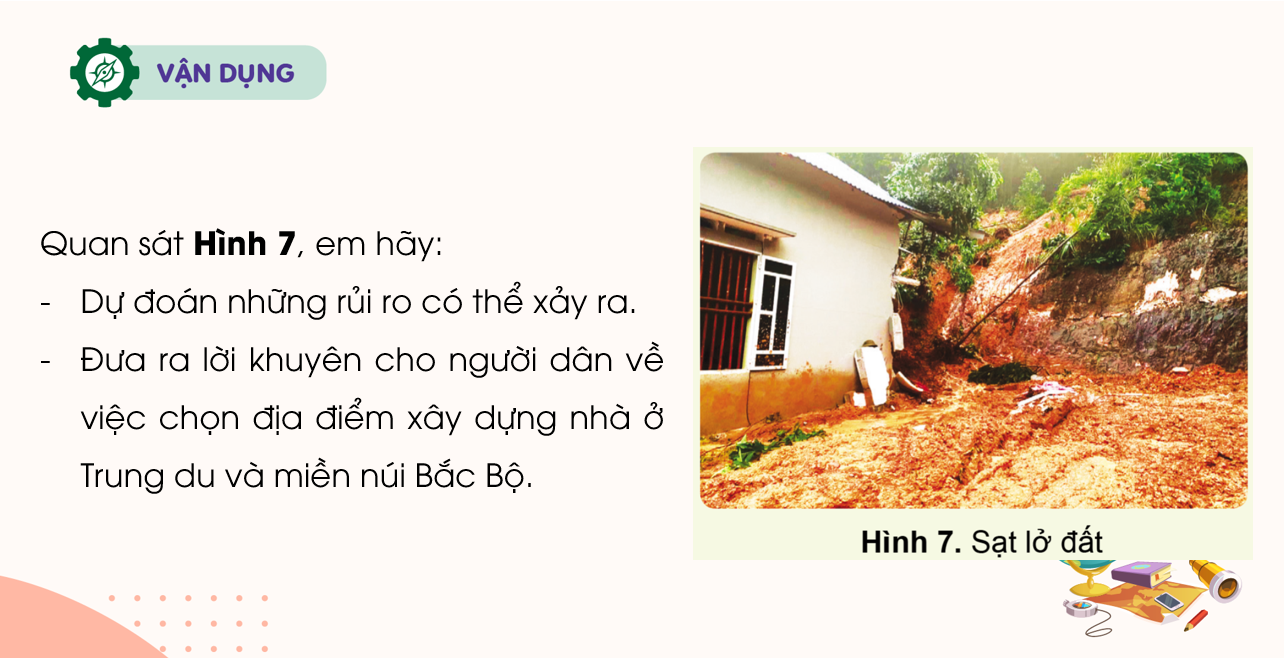 VẬN DỤNG
Quan sát Hình 7, em hãy:
- Dự đoán những rủi ro có thể xảy ra.
- Đưa ra lời khuyên cho người dân về
việc chọn địa điểm xây dựng nhà ở
Trung du và miền núi Bắc Bộ.
Hình 7. Sạt lở đất